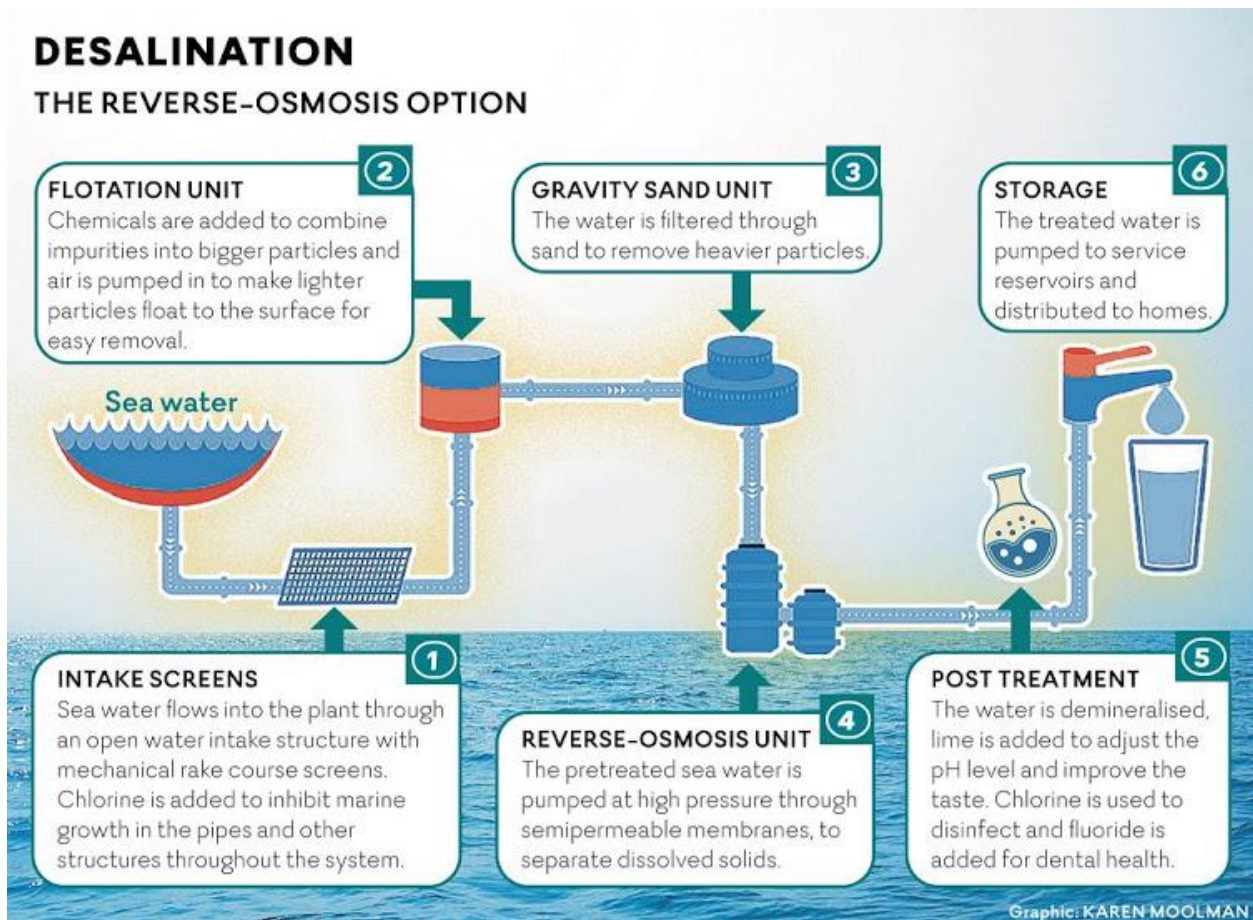 DESALINATION
THE REVERSE-OSMOSIS OPTION
2
FLOTATION UNIT
Chemicals are added to combine
impurities into bigger particles and
air is pumped in to make lighter
particles float to the surface for
easy removal.
3
GRAVITY SAND UNIT
The water is filtered through
sand to remove heavier particles.
6
STORAGE
The treated water is
pumped to service
reservoirs and
distributed to homes.
Sea water
1
INTAKE SCREENS
Sea water flows into the plant through
an open water intake structure with
mechanical rake course screens.
Chlorine is added to inhibit marine
growth in the pipes and other
structures throughout the system.
4
REVERSE-OSMOSIS UNIT
The pretreated sea water is
pumped at high pressure through
semipermeable membranes, to
separate dissolved solids.
5
POST TREATMENT
The water is demineralised,
lime is added to adjust the
pH level and improve the
taste. Chlorine is used to
disinfect and fluoride is
added for dental health.
Graphic: KAREN MOOLMAN